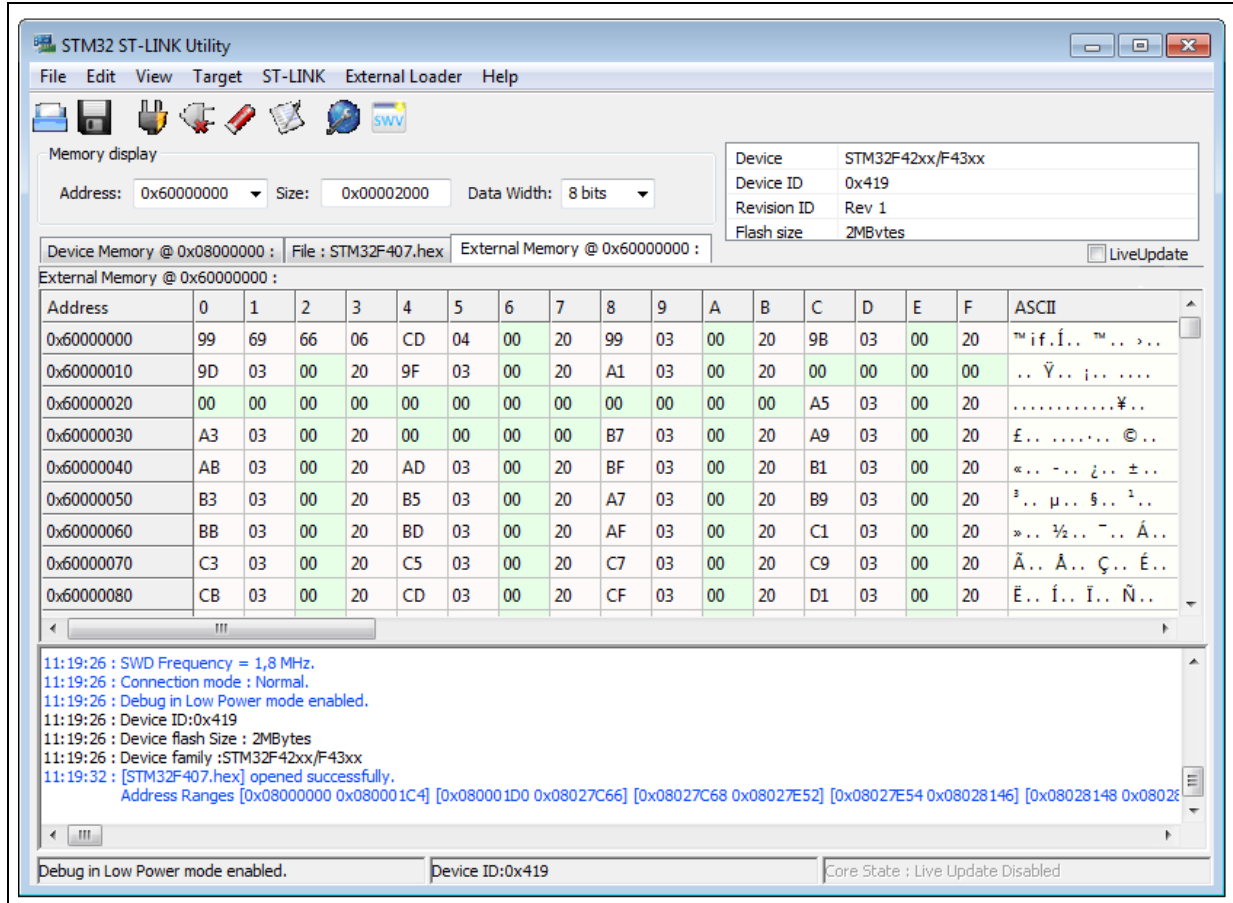 STM32 ST-LINK Utility
File Edit View Target ST-LINK External Loader Help
SWV
Memory display
Address: 0x60000000 Size: 0x00002000 Data Width: 8 bits
Device STM32F42xx/F43xx
Device ID 0x419
Revision ID Rev 1
Flash size 2MBytes
Device Memory @ 0x08000000 : File : STM32F407.hex External Memory @ 0x60000000 : LiveUpdate
External Memory @ 0x60000000 :
Address 0 1 2 3 4 5 6 7 8 9 A B C D E F ASCII
0x60000000 99 69 66 06 CD 04 00 20 99 03 00 20 9B 03 00 20 ™if.Í.. ™.. ›..
0x60000010 9D 03 00 20 9F 03 00 20 A1 03 00 20 00 00 00 00 .. Ÿ.. ¡.. ....
0x60000020 00 00 00 00 00 00 00 00 00 00 00 00 A5 03 00 20 ............¥..
0x60000030 A3 03 00 20 00 00 00 00 B7 03 00 20 A9 03 00 20 £.. ....·.. ©..
0x60000040 AB 03 00 20 AD 03 00 20 BF 03 00 20 B1 03 00 20 «.. -.. ¿.. ±..
0x60000050 B3 03 00 20 B5 03 00 20 A7 03 00 20 B9 03 00 20 ³.. µ.. §.. ¹..
0x60000060 BB 03 00 20 BD 03 00 20 AF 03 00 20 C1 03 00 20 ».. ½.. ¯.. Á..
0x60000070 C3 03 00 20 C5 03 00 20 C7 03 00 20 C9 03 00 20 Ã.. Å.. Ç.. É..
0x60000080 CB 03 00 20 CD 03 00 20 CF 03 00 20 D1 03 00 20 Ë.. Í.. Ï.. Ñ..
11:19:26 : SWD Frequency = 1,8 MHz.
11:19:26 : Connection mode : Normal.
11:19:26 : Debug in Low Power mode enabled.
11:19:26 : Device ID:0x419
11:19:26 : Device flash Size : 2MBytes
11:19:26 : Device family :STM32F42xx/F43xx
11:19:32 : [STM32F407.hex] opened successfully.
Address Ranges [0x08000000 0x080001C4] [0x080001D0 0x08027C66] [0x08027C68 0x08027E52] [0x08027E54 0x08028146] [0x08028148 0x0802
Debug in Low Power mode enabled. Device ID:0x419 Core State : Live Update Disabled